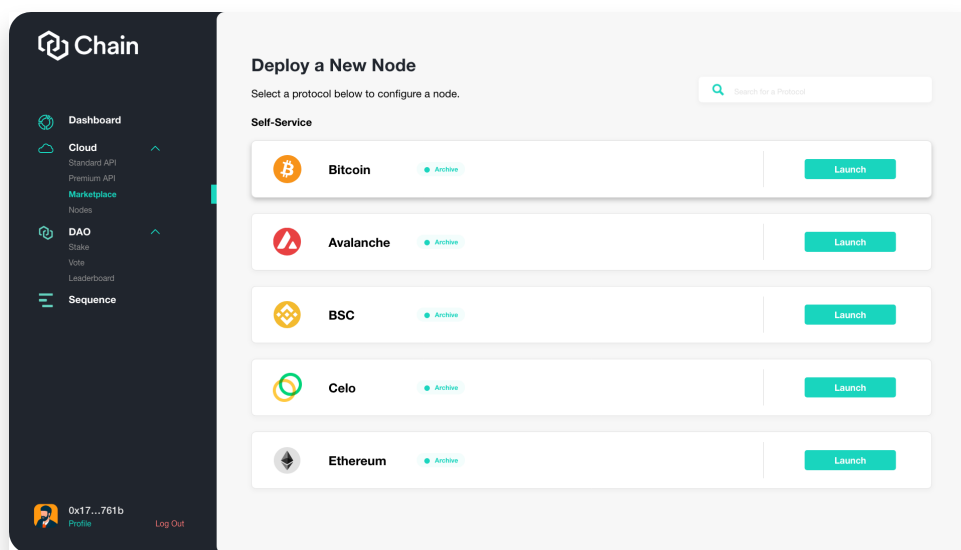 Chain
Dashboard
Cloud
Standard API
Premium API
Marketplace
Nodes
DAO
Stake
Vote
Leaderboard
Sequence
0x17...761b
Profile
Log Out
Deploy a New Node
Select a protocol below to configure a node.
Search for a Protocol
Self-Service
Bitcoin
Archive
Launch
Avalanche
Archive
Launch
BSC
Archive
Launch
Celo
Archive
Launch
Ethereum
Archive
Launch